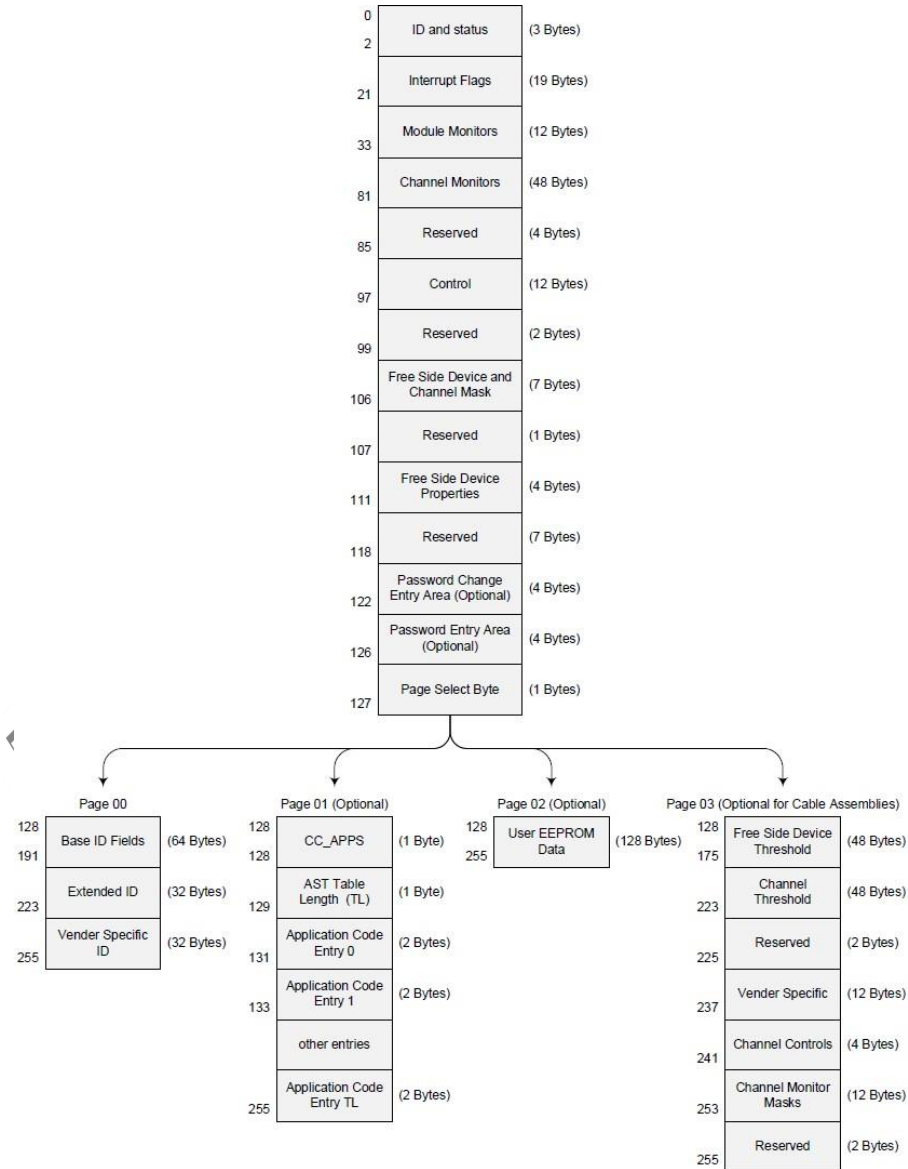 0
ID and status (3 Bytes)
2
Interrupt Flags (19 Bytes)
21
Module Monitors (12 Bytes)
33
Channel Monitors (48 Bytes)
81
Reserved (4 Bytes)
85
Control (12 Bytes)
97
Reserved (2 Bytes)
99
Free Side Device and
Channel Mask
(7 Bytes)
106
Reserved (1 Bytes)
107
Free Side Device
Properties
(4 Bytes)
111
Reserved (7 Bytes)
118
Password Change
Entry Area (Optional)
(4 Bytes)
122
Password Entry Area
(Optional)
(4 Bytes)
126
Page Select Byte (1 Bytes)
127
Page 00
128
Base ID Fields (64 Bytes)
191
Extended ID (32 Bytes)
223
Vender Specific
ID
(32 Bytes)
255
Page 01 (Optional)
128
CC_APPS (1 Byte)
128
AST Table
Length (TL)
(1 Byte)
129
Application Code
Entry 0
(2 Bytes)
131
Application Code
Entry 1
(2 Bytes)
133
other entries
Application Code
Entry TL
(2 Bytes)
255
Page 02 (Optional)
128
User EEPROM
Data
(128 Bytes)
255
Page 03 (Optional for Cable Assemblies)
128
Free Side Device
Threshold
(48 Bytes)
175
Channel
Threshold
(48 Bytes)
223
Reserved (2 Bytes)
225
Vender Specific (12 Bytes)
237
Channel Controls (4 Bytes)
241
Channel Monitor
Masks
(12 Bytes)
253
Reserved (2 Bytes)
255